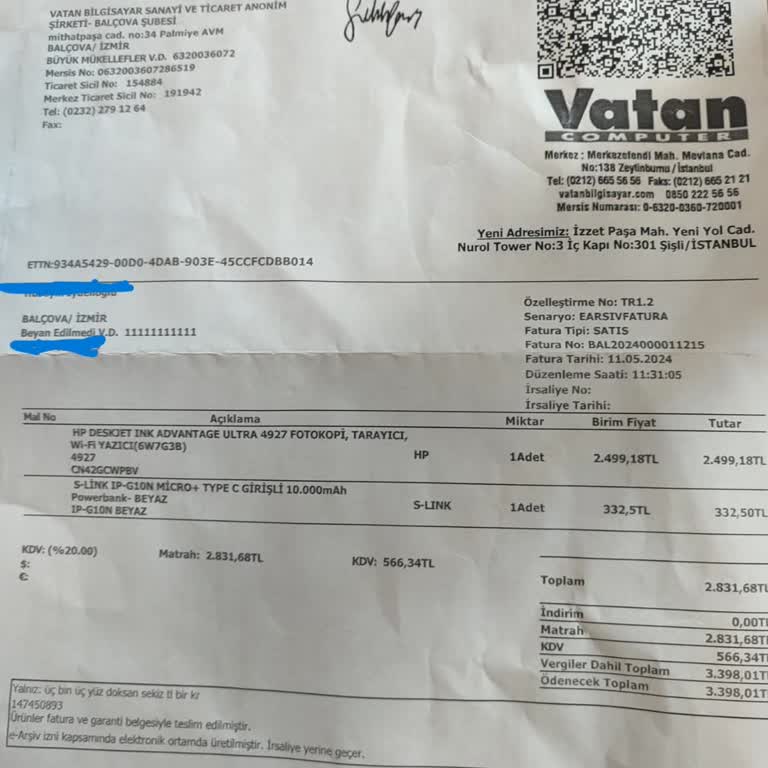 VATAN BİLGİSAYAR SANAYİ VE TİCARET ANONİM
ŞİRKETİ- BALÇOVA ŞUBESİ
mithatpaşa cad. no:34 Palmiye AVM
BALÇOVA/ İZMİR
BÜYÜK MÜKELLEFLER V.D. 6320036072
Mersis No: 0632003607286519
Ticaret Sicil No: 154884
Merkez Ticaret Sicil No: 191942
Tel: (0232) 279 12 64
Fax:
Vatan
COMPUTER
Merkez : Merkezefendi Mah. Mevlana Cad.
No:138 Zeytinburnu / İstanbul
Tel: (0212) 665 56 56 Faks: (0212) 665 21 21
vatanbilgisayar.com 0850 222 56 56
Mersis Numarası: 0-6320-0360-720001
Yeni Adresimiz: İzzet Paşa Mah. Yeni Yol Cad.
Nurol Tower No:3 İç Kapı No:301 Şişli/İSTANBUL
ETTN:934A5429-00D0-4DAB-903E-45CCFCDBB014
BALÇOVA/ İZMİR
Beyan Edilmedi V.D. 11111111111
Özelleştirme No: TR1.2
Senaryo: EARSIVFATURA
Fatura Tipi: SATIS
Fatura No: BAL2024000011215
Fatura Tarihi: 11.05.2024
Düzenleme Saati: 11:31:05
İrsaliye No:
İrsaliye Tarihi:
Mal No Açıklama Miktar Birim Fiyat Tutar
HP DESKJET INK ADVANTAGE ULTRA 4927 FOTOKOPİ, TARAYICI,
Wi-Fi YAZICI(6W7G3B)
4927 HP 1Adet 2.499,18TL 2.499,18TL
CN42GCWPBV
S-LİNK IP-G10N MİCRO+ TYPE C GİRİŞLİ 10.000mAh
Powerbank- BEYAZ S-LINK 1Adet 332,5TL 332,50TL
IP-G10N BEYAZ
KDV: (%20.00) Matrah: 2.831,68TL KDV: 566,34TL
$:
€:
Toplam 2.831,68TL
İndirim 0,00TL
Matrah 2.831,68TL
KDV 566,34TL
Vergiler Dahil Toplam 3.398,01TL
Ödenecek Toplam 3.398,01TL
Yalnız: üç bin üç yüz doksan sekiz tl bir kr
147450893
Ürünler fatura ve garanti belgesiyle teslim edilmiştir.
e-Arşiv izni kapsamında elektronik ortamda üretilmiştir. İrsaliye yerine geçer.